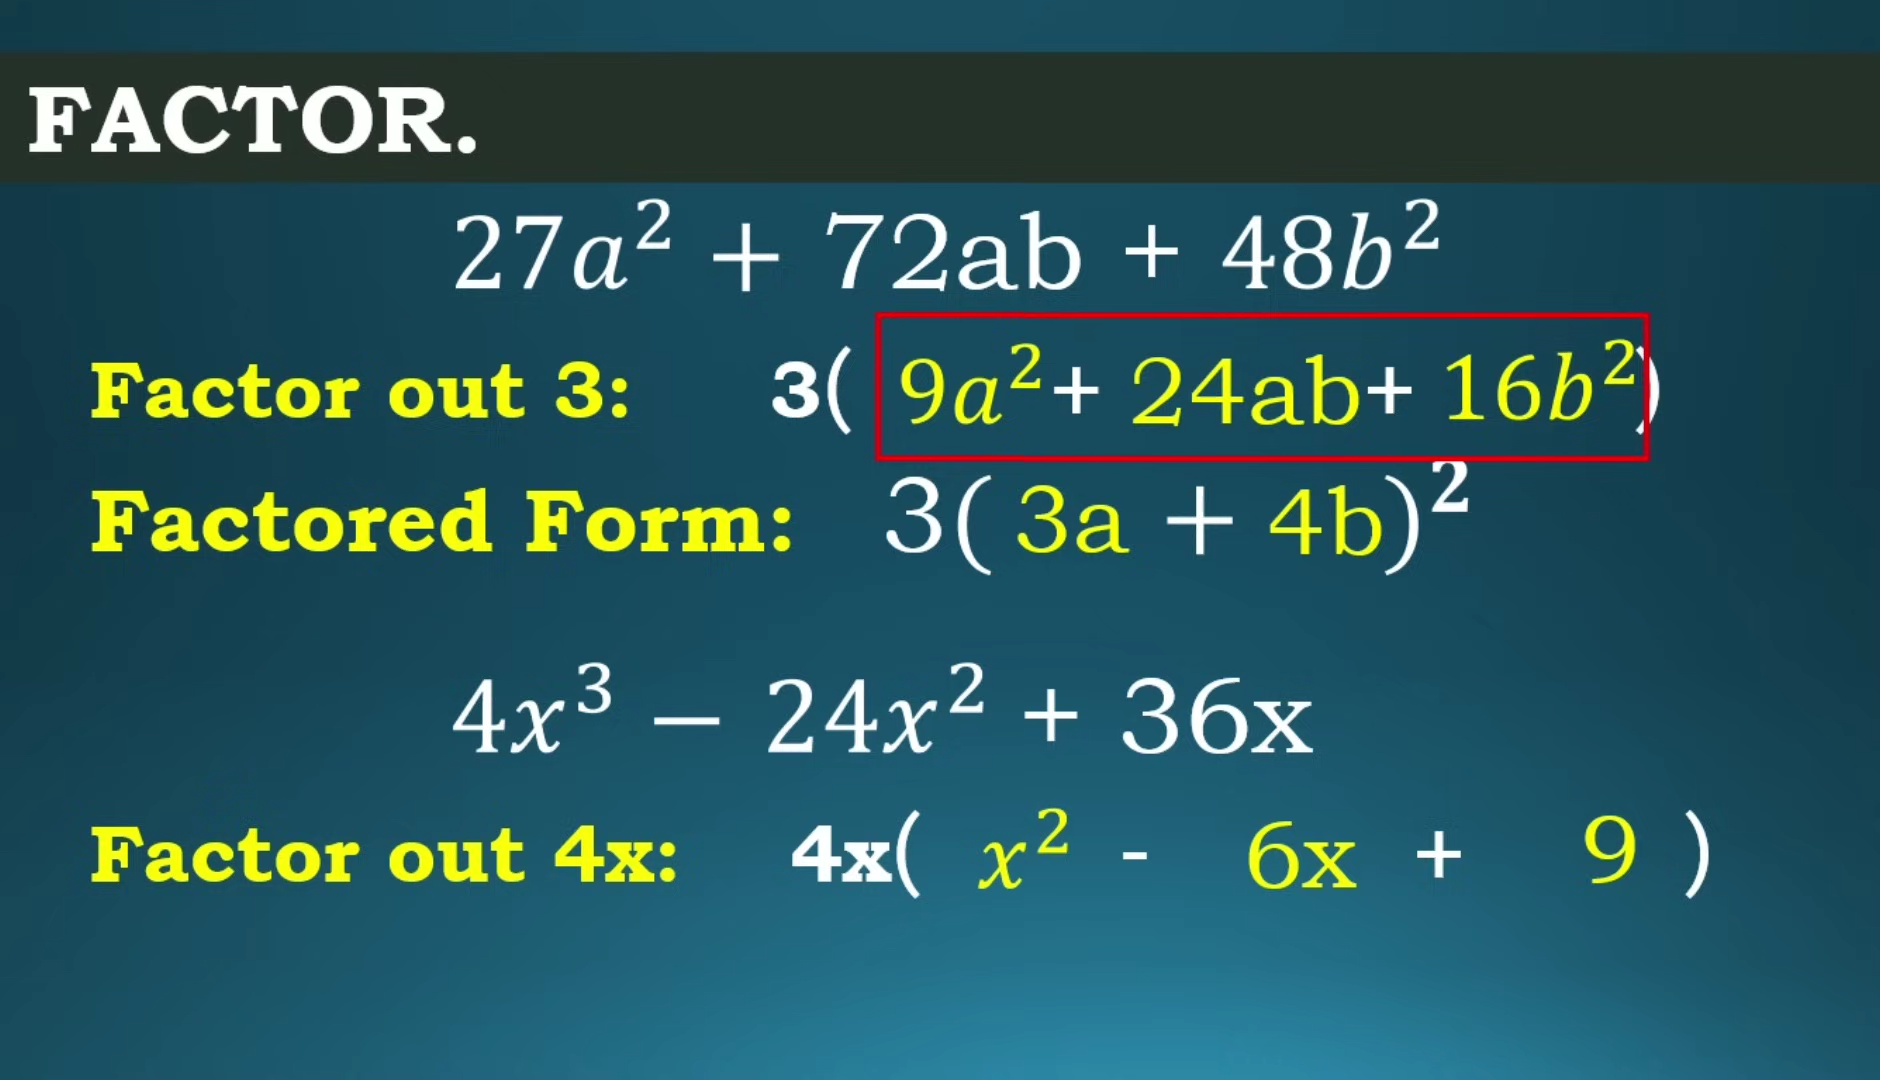 FACTOR.
27a² + 72ab + 48b²
Factor out 3: 3( 9a²+ 24ab+ 16b²)
Factored Form: 3( 3a + 4b)²
4x³ − 24x² + 36x
Factor out 4x: 4x( x² - 6x + 9 )